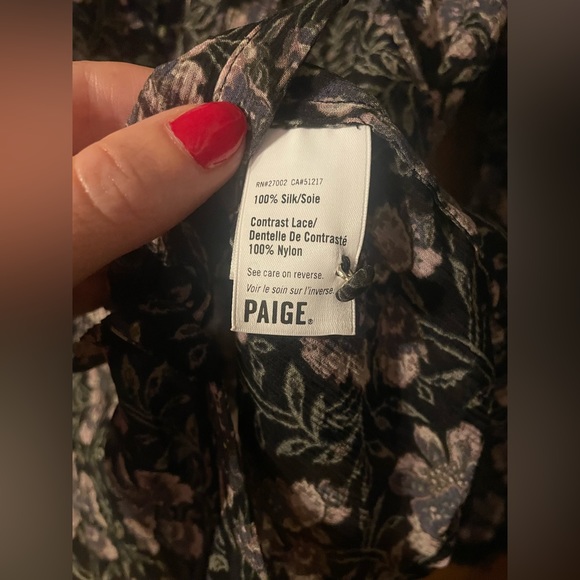 RN#27002 CA#51217
100% Silk/Soie
Contrast Lace/
Dentelle De Contrasté
100% Nylon
See care on reverse.
Voir le soin sur l'inverse.
PAIGE®